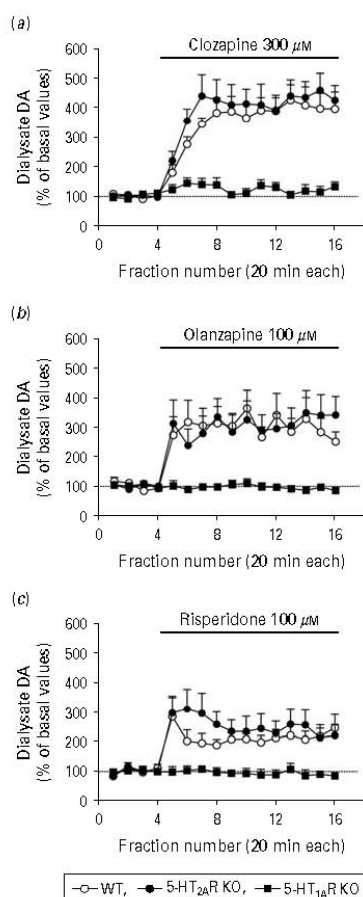 (a)
Clozapine 300 μM
600
500
400
300
200
100
0
Dialysate DA
(% of basal values)
0 4 8 12 16
Fraction number (20 min each)
(b)
Olanzapine 100 μM
600
500
400
300
200
100
0
Dialysate DA
(% of basal values)
0 4 8 12 16
Fraction number (20 min each)
(c)
Risperidone 100 μM
600
500
400
300
200
100
0
Dialysate DA
(% of basal values)
0 4 8 12 16
Fraction number (20 min each)
WT, 5-HT2AR KO, 5-HT1AR KO